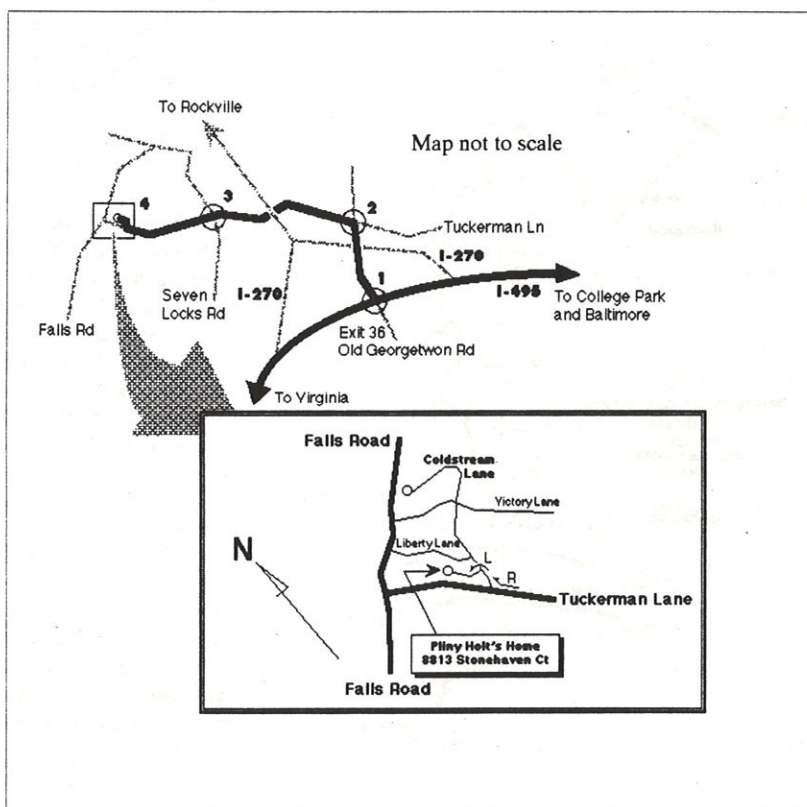 To Rockville
Map not to scale
4
3
2
Tuckerman Ln
I-270
1
I-495
Seven
Locks Rd
I-270
To College Park
and Baltimore
Falls Rd
Exit 36
Old Georgetwon Rd
To Virginia
Falls Road
Coldstream
Lane
Victory Lane
N
Liberty Lane
L
R
Tuckerman Lane
Pliny Holt's Home
8813 Stonehaven Ct
Falls Road